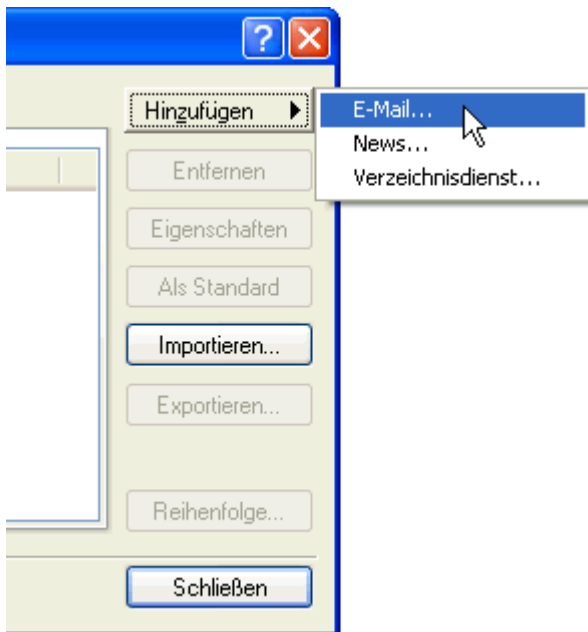 Hinzufügen
E-Mail...
News...
Verzeichnisdienst...
Entfernen
Eigenschaften
Als Standard
Importieren...
Exportieren...
Reihenfolge...
Schließen